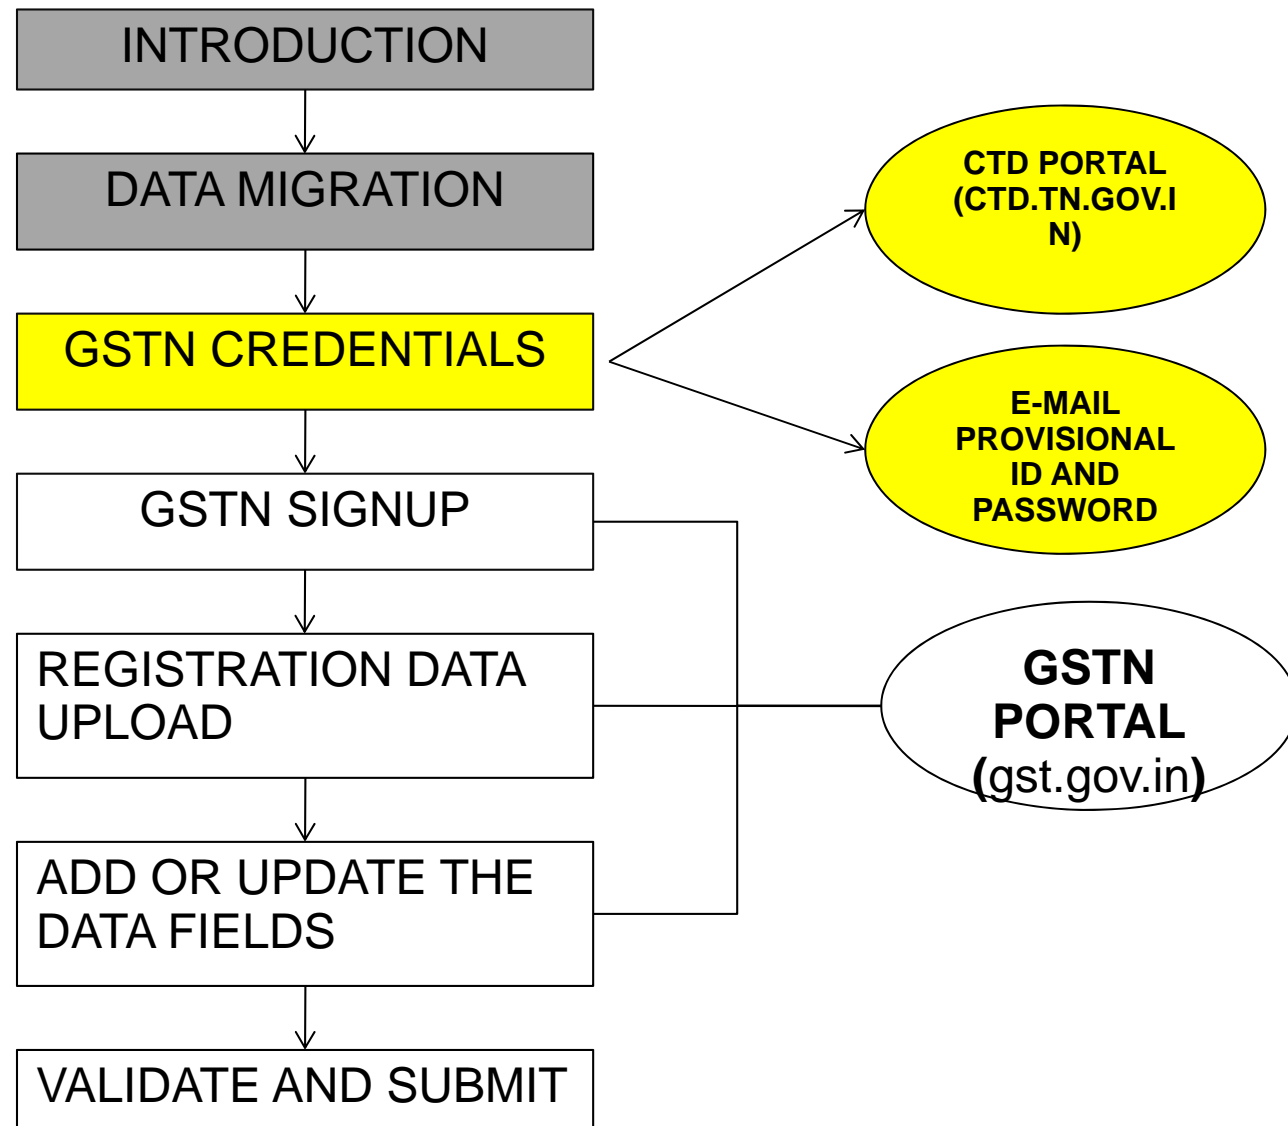 INTRODUCTION
DATA MIGRATION
GSTN CREDENTIALS
GSTN SIGNUP
REGISTRATION DATA
UPLOAD
ADD OR UPDATE THE
DATA FIELDS
VALIDATE AND SUBMIT
CTD PORTAL
(CTD.TN.GOV.I
N)
E-MAIL
PROVISIONAL
ID AND
PASSWORD
GSTN
PORTAL
(gst.gov.in)